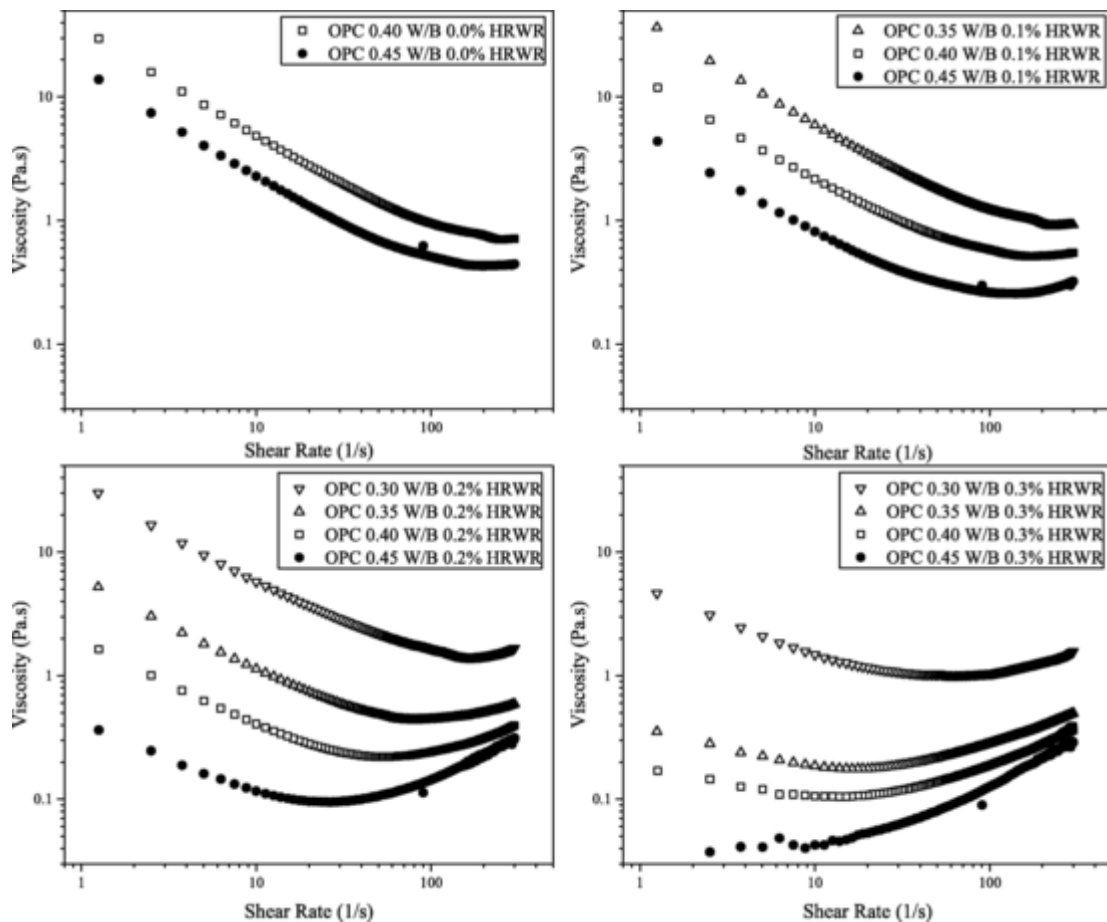 OPC 0.40 W/B 0.0% HRWR
OPC 0.45 W/B 0.0% HRWR
10
1
0.1
Viscosity (Pa.s)
1
10
100
Shear Rate (1/s)
OPC 0.35 W/B 0.1% HRWR
OPC 0.40 W/B 0.1% HRWR
OPC 0.45 W/B 0.1% HRWR
10
1
0.1
Viscosity (Pa.s)
1
10
100
Shear Rate (1/s)
OPC 0.30 W/B 0.2% HRWR
OPC 0.35 W/B 0.2% HRWR
OPC 0.40 W/B 0.2% HRWR
OPC 0.45 W/B 0.2% HRWR
10
1
0.1
Viscosity (Pa.s)
1
10
100
Shear Rate (1/s)
OPC 0.30 W/B 0.3% HRWR
OPC 0.35 W/B 0.3% HRWR
OPC 0.40 W/B 0.3% HRWR
OPC 0.45 W/B 0.3% HRWR
10
1
0.1
Viscosity (Pa.s)
1
10
100
Shear Rate (1/s)